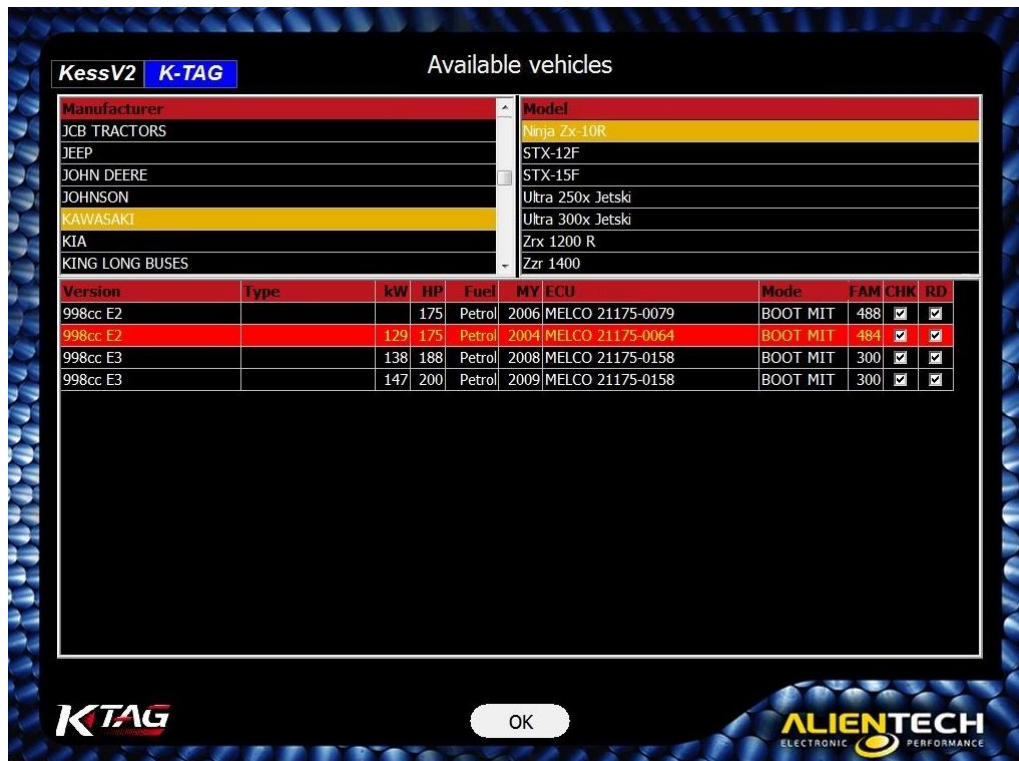 Available vehicles
KessV2 K-TAG
Manufacturer
JCB TRACTORS
JEEP
JOHN DEERE
JOHNSON
KAWASAKI
KIA
KING LONG BUSES
Model
Ninja Zx-10R
STX-12F
STX-15F
Ultra 250x Jetski
Ultra 300x Jetski
Zrx 1200 R
Zzr 1400
Version Type kW HP Fuel MY ECU Mode FAM CHK RD
998cc E2 175 Petrol 2006 MELCO 21175-0079 BOOT MIT 488
998cc E2 129 175 Petrol 2004 MELCO 21175-0064 BOOT MIT 484
998cc E3 138 188 Petrol 2008 MELCO 21175-0158 BOOT MIT 300
998cc E3 147 200 Petrol 2009 MELCO 21175-0158 BOOT MIT 300
KTAG
OK
ALIENTECH
ELECTRONIC PERFORMANCE